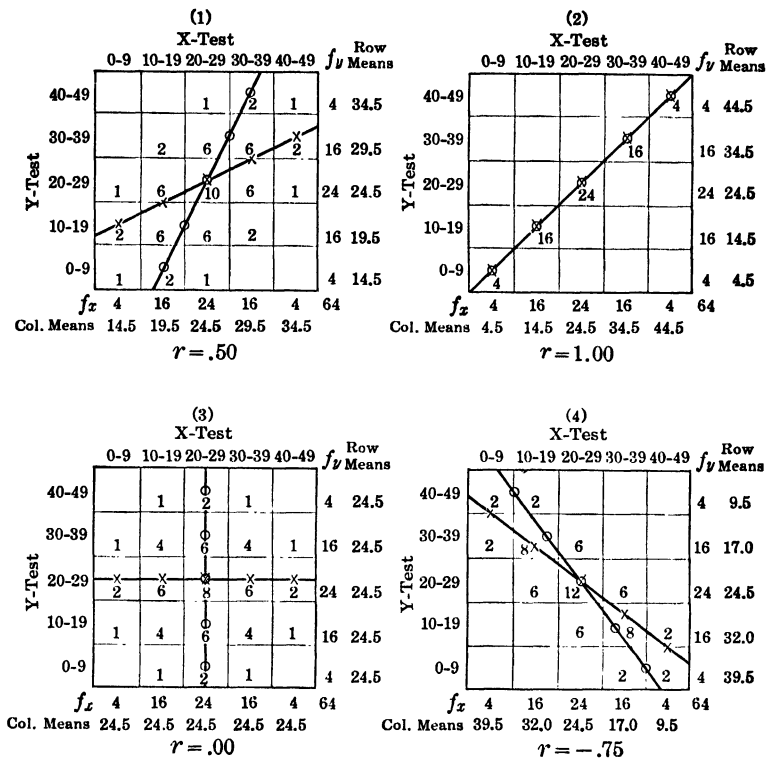 (1)
X-Test
0-9 10-19 20-29 30-39 40-49 fy Row Means
40-49 1 2 1 4 34.5
30-39 2 6 6 2 16 29.5
Y-Test
20-29 1 6 10 6 1 24 24.5
10-19 2 6 6 2 16 19.5
0-9 1 2 1 4 14.5
fx 4 16 24 16 4 64
Col. Means 14.5 19.5 24.5 29.5 34.5
r=.50
(2)
X-Test
0-9 10-19 20-29 30-39 40-49 fy Row Means
40-49 4 4 44.5
30-39 16 16 34.5
Y-Test
20-29 24 24 24.5
10-19 16 16 14.5
0-9 4 4 4.5
fx 4 16 24 16 4 64
Col. Means 4.5 14.5 24.5 34.5 44.5
r=1.00
(3)
X-Test
0-9 10-19 20-29 30-39 40-49 fy Row Means
40-49 1 2 1 4 24.5
30-39 1 4 6 4 1 16 24.5
Y-Test
20-29 2 6 8 6 2 24 24.5
10-19 1 4 6 4 1 16 24.5
0-9 1 2 1 4 24.5
fx 4 16 24 16 4 64
Col. Means 24.5 24.5 24.5 24.5 24.5
r=.00
(4)
X-Test
0-9 10-19 20-29 30-39 40-49 fy Row Means
40-49 2 2 4 9.5
30-39 2 8 6 16 17.0
Y-Test
20-29 6 12 6 24 24.5
10-19 6 8 2 16 32.0
0-9 2 2 4 39.5
fx 4 16 24 16 4 64
Col. Means 39.5 32.0 24.5 17.0 9.5
r=-.75